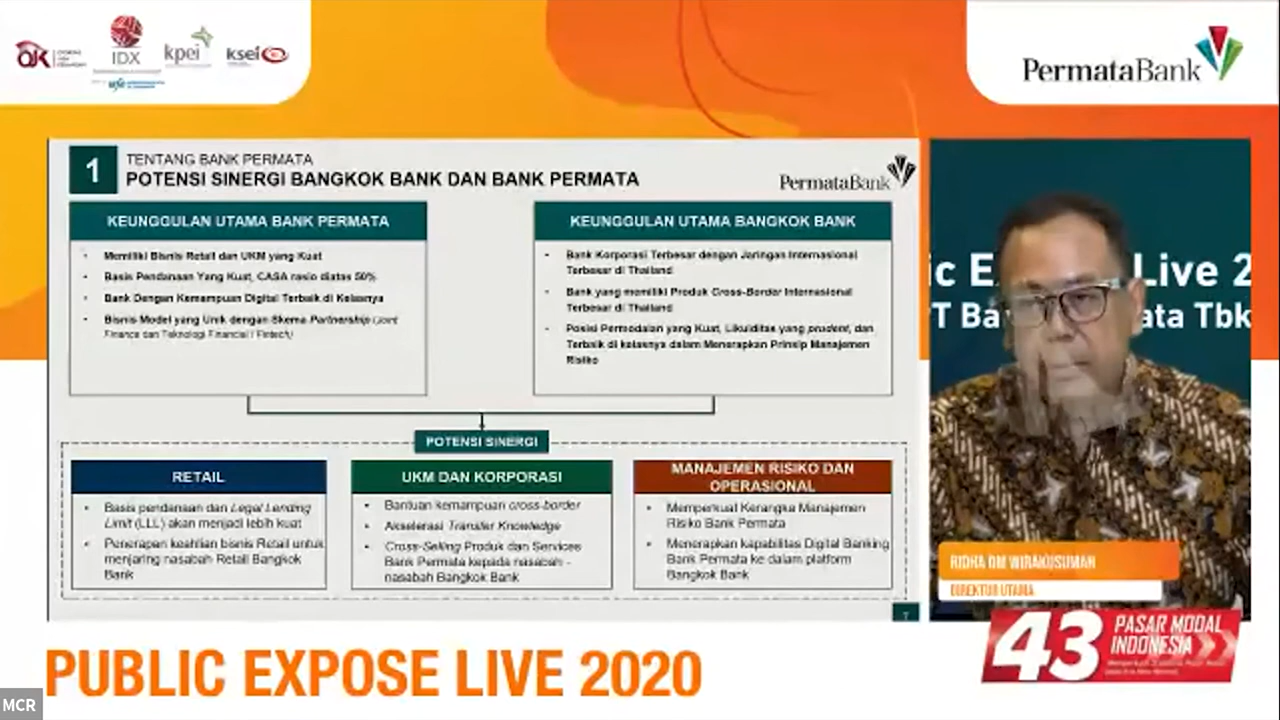 IDX
kpei
ksei
PermataBank
1
TENTANG BANK PERMATA
POTENSI SINERGI BANGKOK BANK DAN BANK PERMATA
PermataBank
KEUNGGULAN UTAMA BANK PERMATA
Memiliki Bisnis Retail dan UKM yang Kuat
Basis Pendanaan Yang Kuat, CASA rasio diatas 50%
Bank Dengan Kemampuan Digital Terbaik di Kelasnya
Bisnis Model yang Unik dengan Skema Partnership (Joint
Finance dan Teknologi Financial / Fintech)
KEUNGGULAN UTAMA BANGKOK BANK
Bank Korporasi Terbesar dengan Jaringan Internasional
Terbesar di Thailand
Bank yang memiliki Produk Cross-Border Internasional
Terbesar di Thailand
Posisi Permodalan yang Kuat, Likuiditas yang prudent, dan
Terbaik di kelasnya dalam Menerapkan Prinsip Manajemen
Risiko
POTENSI SINERGI
RETAIL
Basis pendanaan dan Legal Lending
Limit (LLL) akan menjadi lebih kuat
Penerapan keahlian bisnis Retail untuk
menjaring nasabah Retail Bangkok
Bank
UKM DAN KORPORASI
Bantuan kemampuan cross-border
Akselerasi Transfer Knowledge
Cross-Selling Produk dan Services
Bank Permata kepada nasabah -
nasabah Bangkok Bank
MANAJEMEN RISIKO DAN
OPERASIONAL
Memperkuat Kerangka Manajemen
Risiko Bank Permata
Menerapkan kapabilitas Digital Banking
Bank Permata ke dalam platform
Bangkok Bank
7
ic E Live 2
PT Ba ata Tbk
RIDHA DM WIRAKUSUMAH
DIREKTUR UTAMA
43
PASAR MODAL
INDONESIA
PUBLIC EXPOSE LIVE 2020
MCR